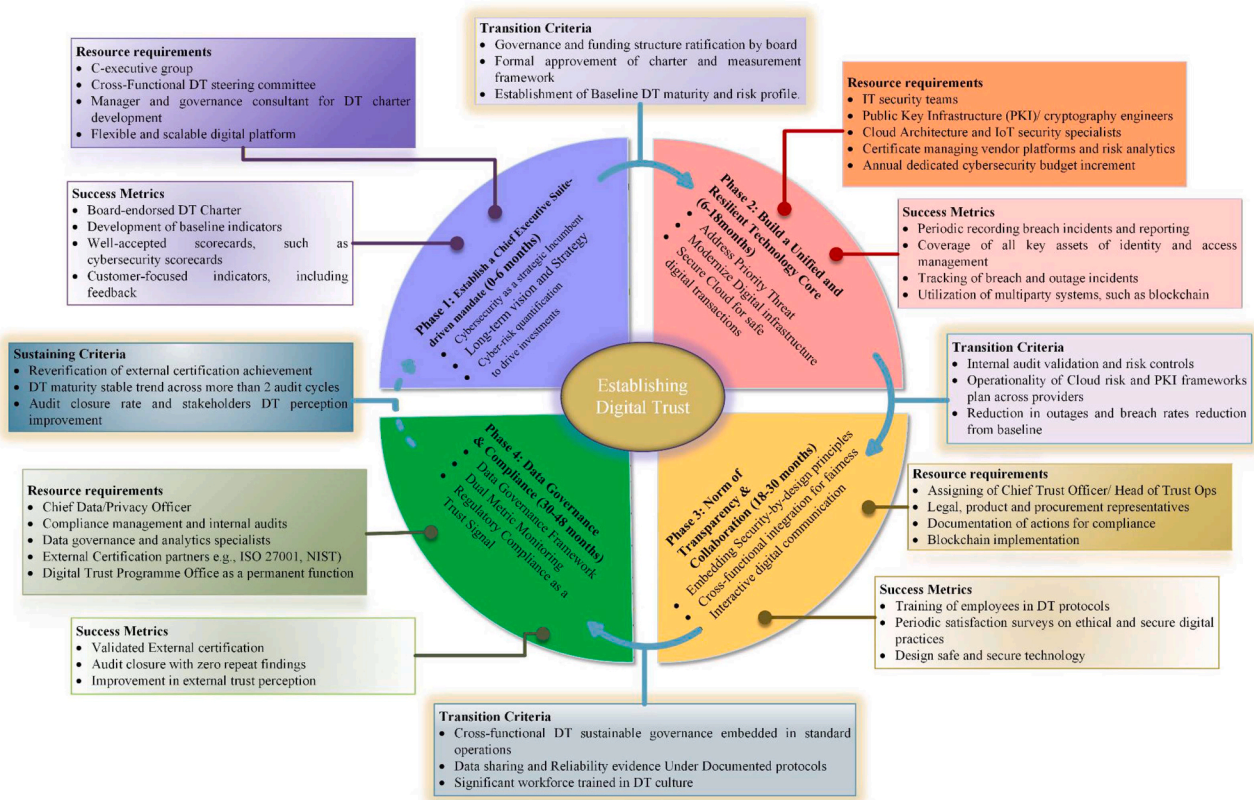 Transition Criteria
• Governance and funding structure ratification by board
• Formal approvement of charter and measurement
framework
• Establishment of Baseline DT maturity and risk profile.
Resource requirements
• C-executive group
• Cross-Functional DT steering committee
• Manager and governance consultant for DT charter
development
• Flexible and scalable digital platform
Success Metrics
• Board-endorsed DT Charter
• Development of baseline indicators
• Well-accepted scorecards, such as
cybersecurity scorecards
• Customer-focused indicators, including
feedback
Phase 1: Establish a Chief Executive Suite-
driven mandate (0-6 months)
• Cybersecurity as a strategic Incumbent
• Long-term vision and Strategy
• Cyber-risk quantification
to drive investments
Resource requirements
• IT security teams
• Public Key Infrastructure (PKI)/ cryptography engineers
• Cloud Architecture and IoT security specialists
• Certificate managing vendor platforms and risk analytics
• Annual dedicated cybersecurity budget increment
Success Metrics
• Periodic recording breach incidents and reporting
• Coverage of all key assets of identity and access
management
• Tracking of breach and outage incidents
• Utilization of multiparty systems, such as blockchain
Phase 2: Build a Unified and
Resilient Technology Core
(6-18months)
• Address Priority Threat
• Modernize Digital infrastructure
• Secure Cloud for safe
digital transactions
Establishing
Digital Trust
Transition Criteria
• Internal audit validation and risk controls
• Operationality of Cloud risk and PKI frameworks
plan across providers
• Reduction in outages and breach rates reduction
from baseline
Resource requirements
• Assigning of Chief Trust Officer/ Head of Trust Ops
• Legal, product and procurement representatives
• Documentation of actions for compliance
• Blockchain implementation
Success Metrics
• Training of employees in DT protocols
• Periodic satisfaction surveys on ethical and secure digital
practices
• Design safe and secure technology
Phase 3: Norm of
Transparency &
Collaboration (18-30 months)
• Embedding Security-by-design principles
• Cross-functional integration for fairness
• Interactive digital communication
Transition Criteria
• Cross-functional DT sustainable governance embedded in standard
operations
• Data sharing and Reliability evidence Under Documented protocols
• Significant workforce trained in DT culture
Phase 4: Data Governance
& Compliance (30-48 months)
• Data Governance Framework
• Dual Metric Monitoring
• Regulatory Compliance as a
Trust Signal
Sustaining Criteria
• Reverification of external certification achievement
• DT maturity stable trend across more than 2 audit cycles
• Audit closure rate and stakeholders DT perception
improvement
Resource requirements
• Chief Data/Privacy Officer
• Compliance management and internal audits
• Data governance and analytics specialists
• External Certification partners e.g., ISO 27001, NIST)
• Digital Trust Programme Office as a permanent function
Success Metrics
• Validated External certification
• Audit closure with zero repeat findings
• Improvement in external trust perception